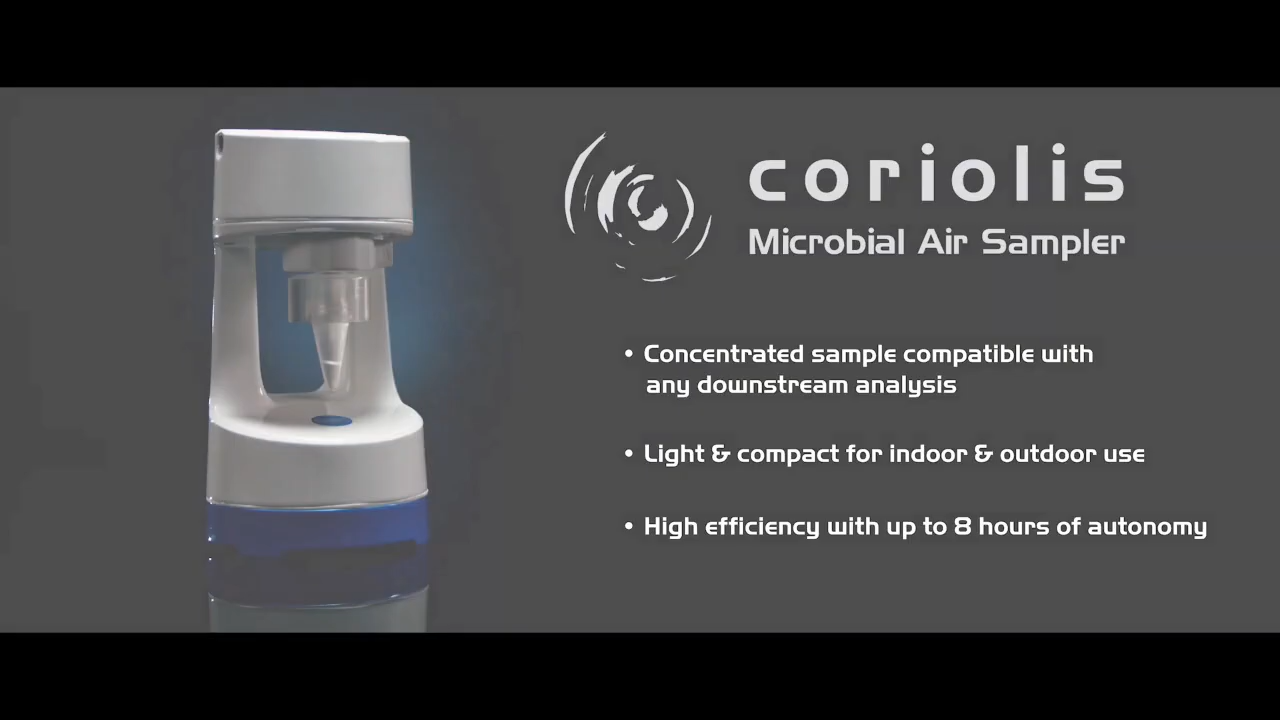 coriolis
Microbial Air Sampler
• Concentrated sample compatible with
any downstream analysis
• Light & compact for indoor & outdoor use
• High efficiency with up to 8 hours of autonomy